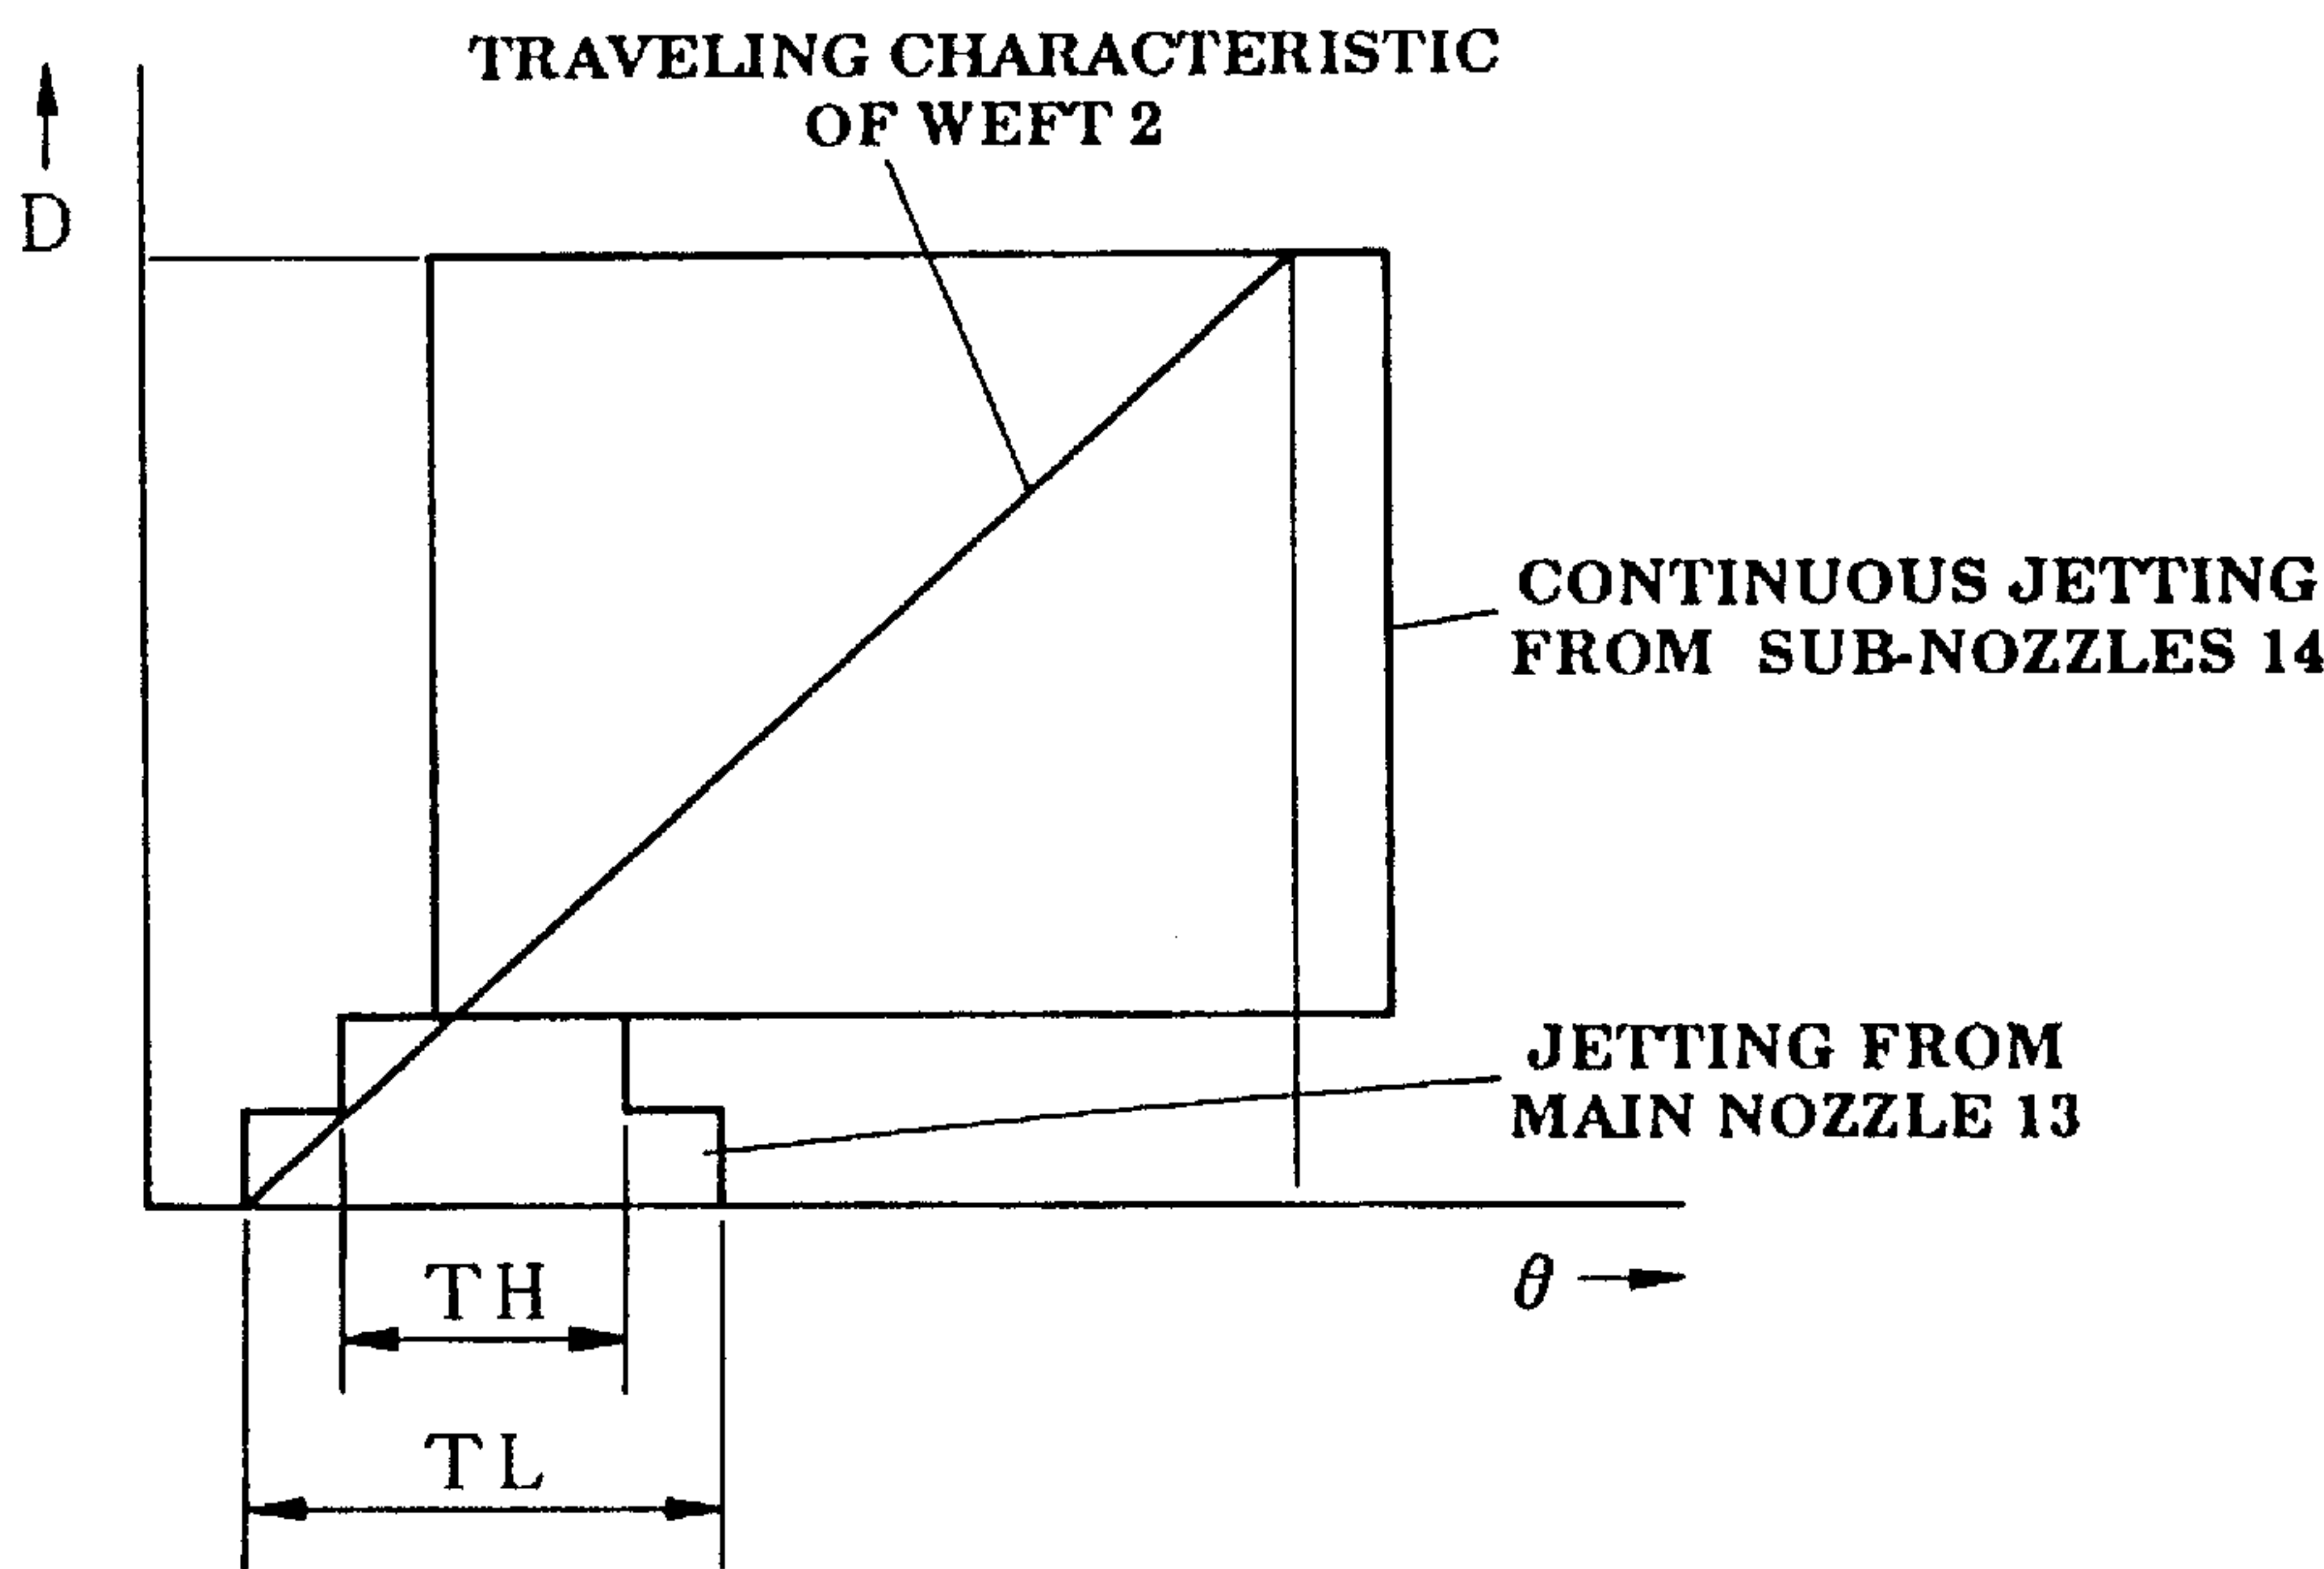 TRAVELING CHARACTERISTIC
OF WEFT 2
D
CONTINUOUS JETTING
FROM SUB-NOZZLES 14
JETTING FROM
MAIN NOZZLE 13
θ
TH
TL